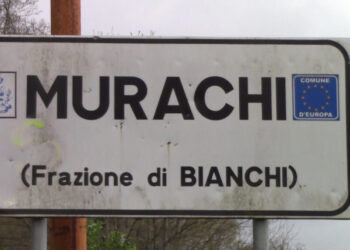 MURACHI
COMUNE
D'EUROPA
(Frazione di BIANCHI)